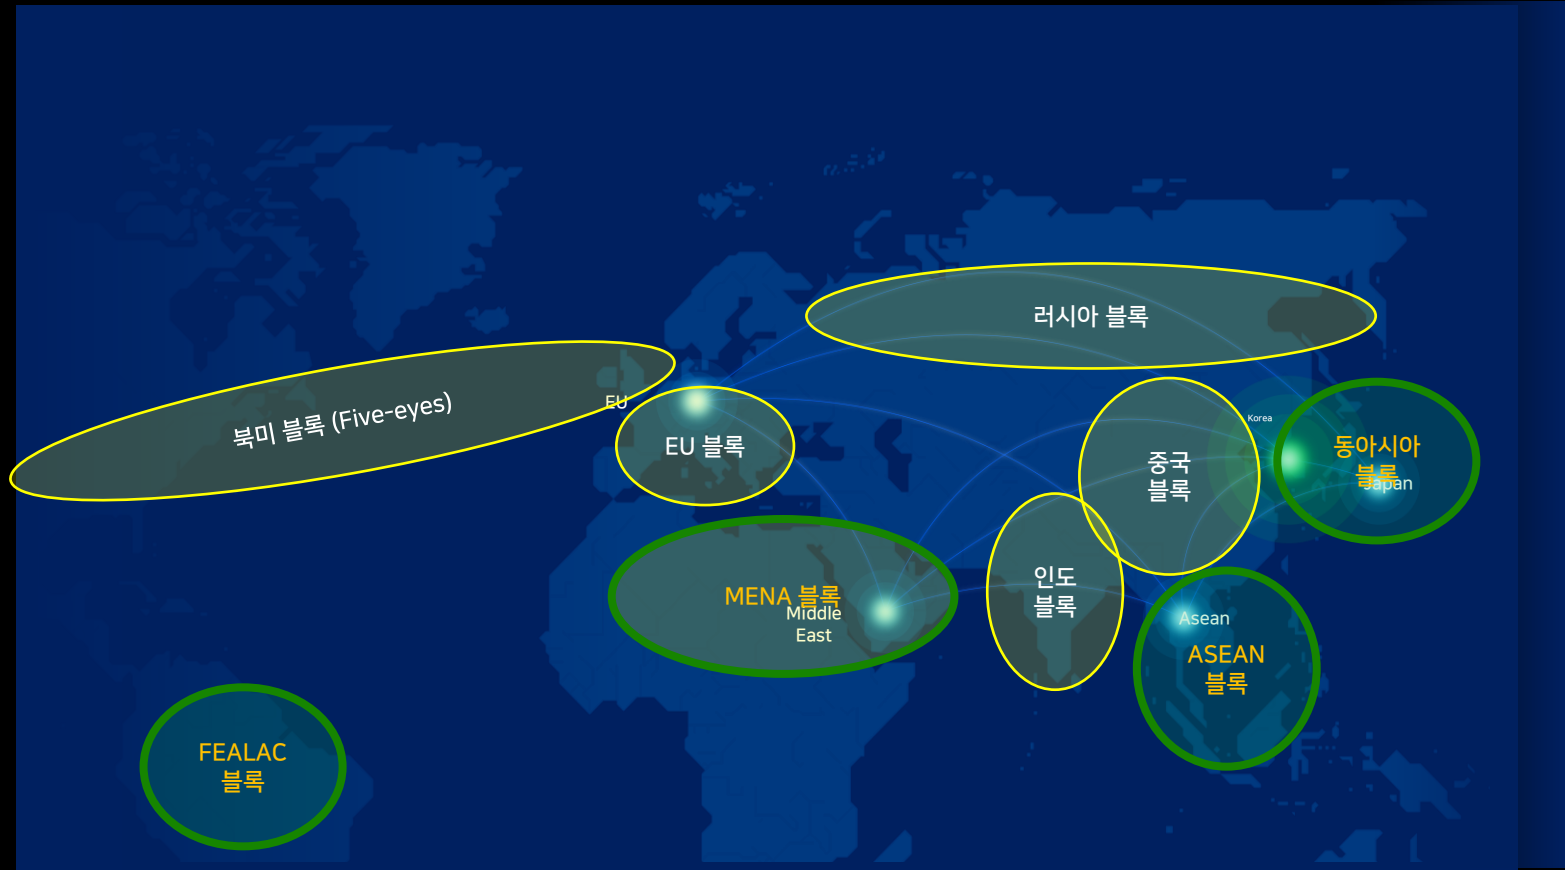 러시아 블록
북미 블록 (Five-eyes)
EU
EU 블록
Korea
중국
블록
동아시아
블록
Japan
인도
블록
MENA 블록
Middle
East
Asean
ASEAN
블록
FEALAC
블록